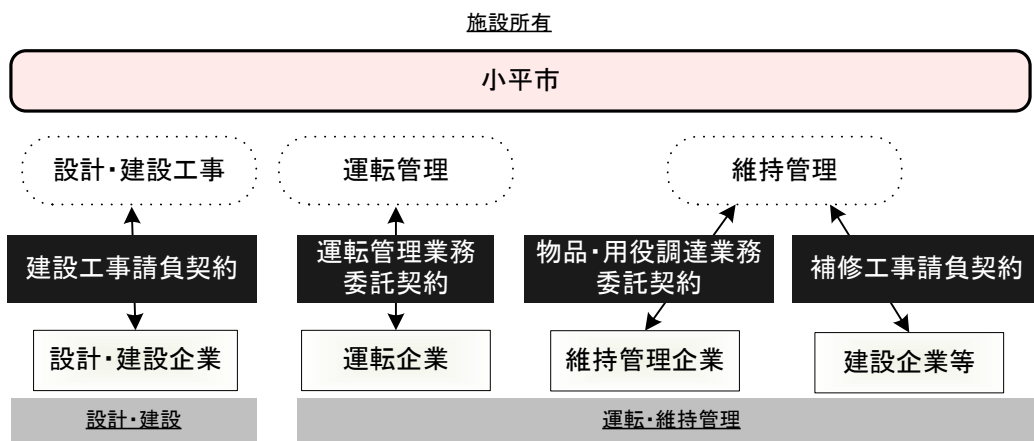 施設所有
小平市
設計・建設工事
運転管理
維持管理
建設工事請負契約
運転管理業務
委託契約
物品・用役調達業務
委託契約
補修工事請負契約
設計・建設企業
運転企業
維持管理企業
建設企業等
設計・建設
運転・維持管理